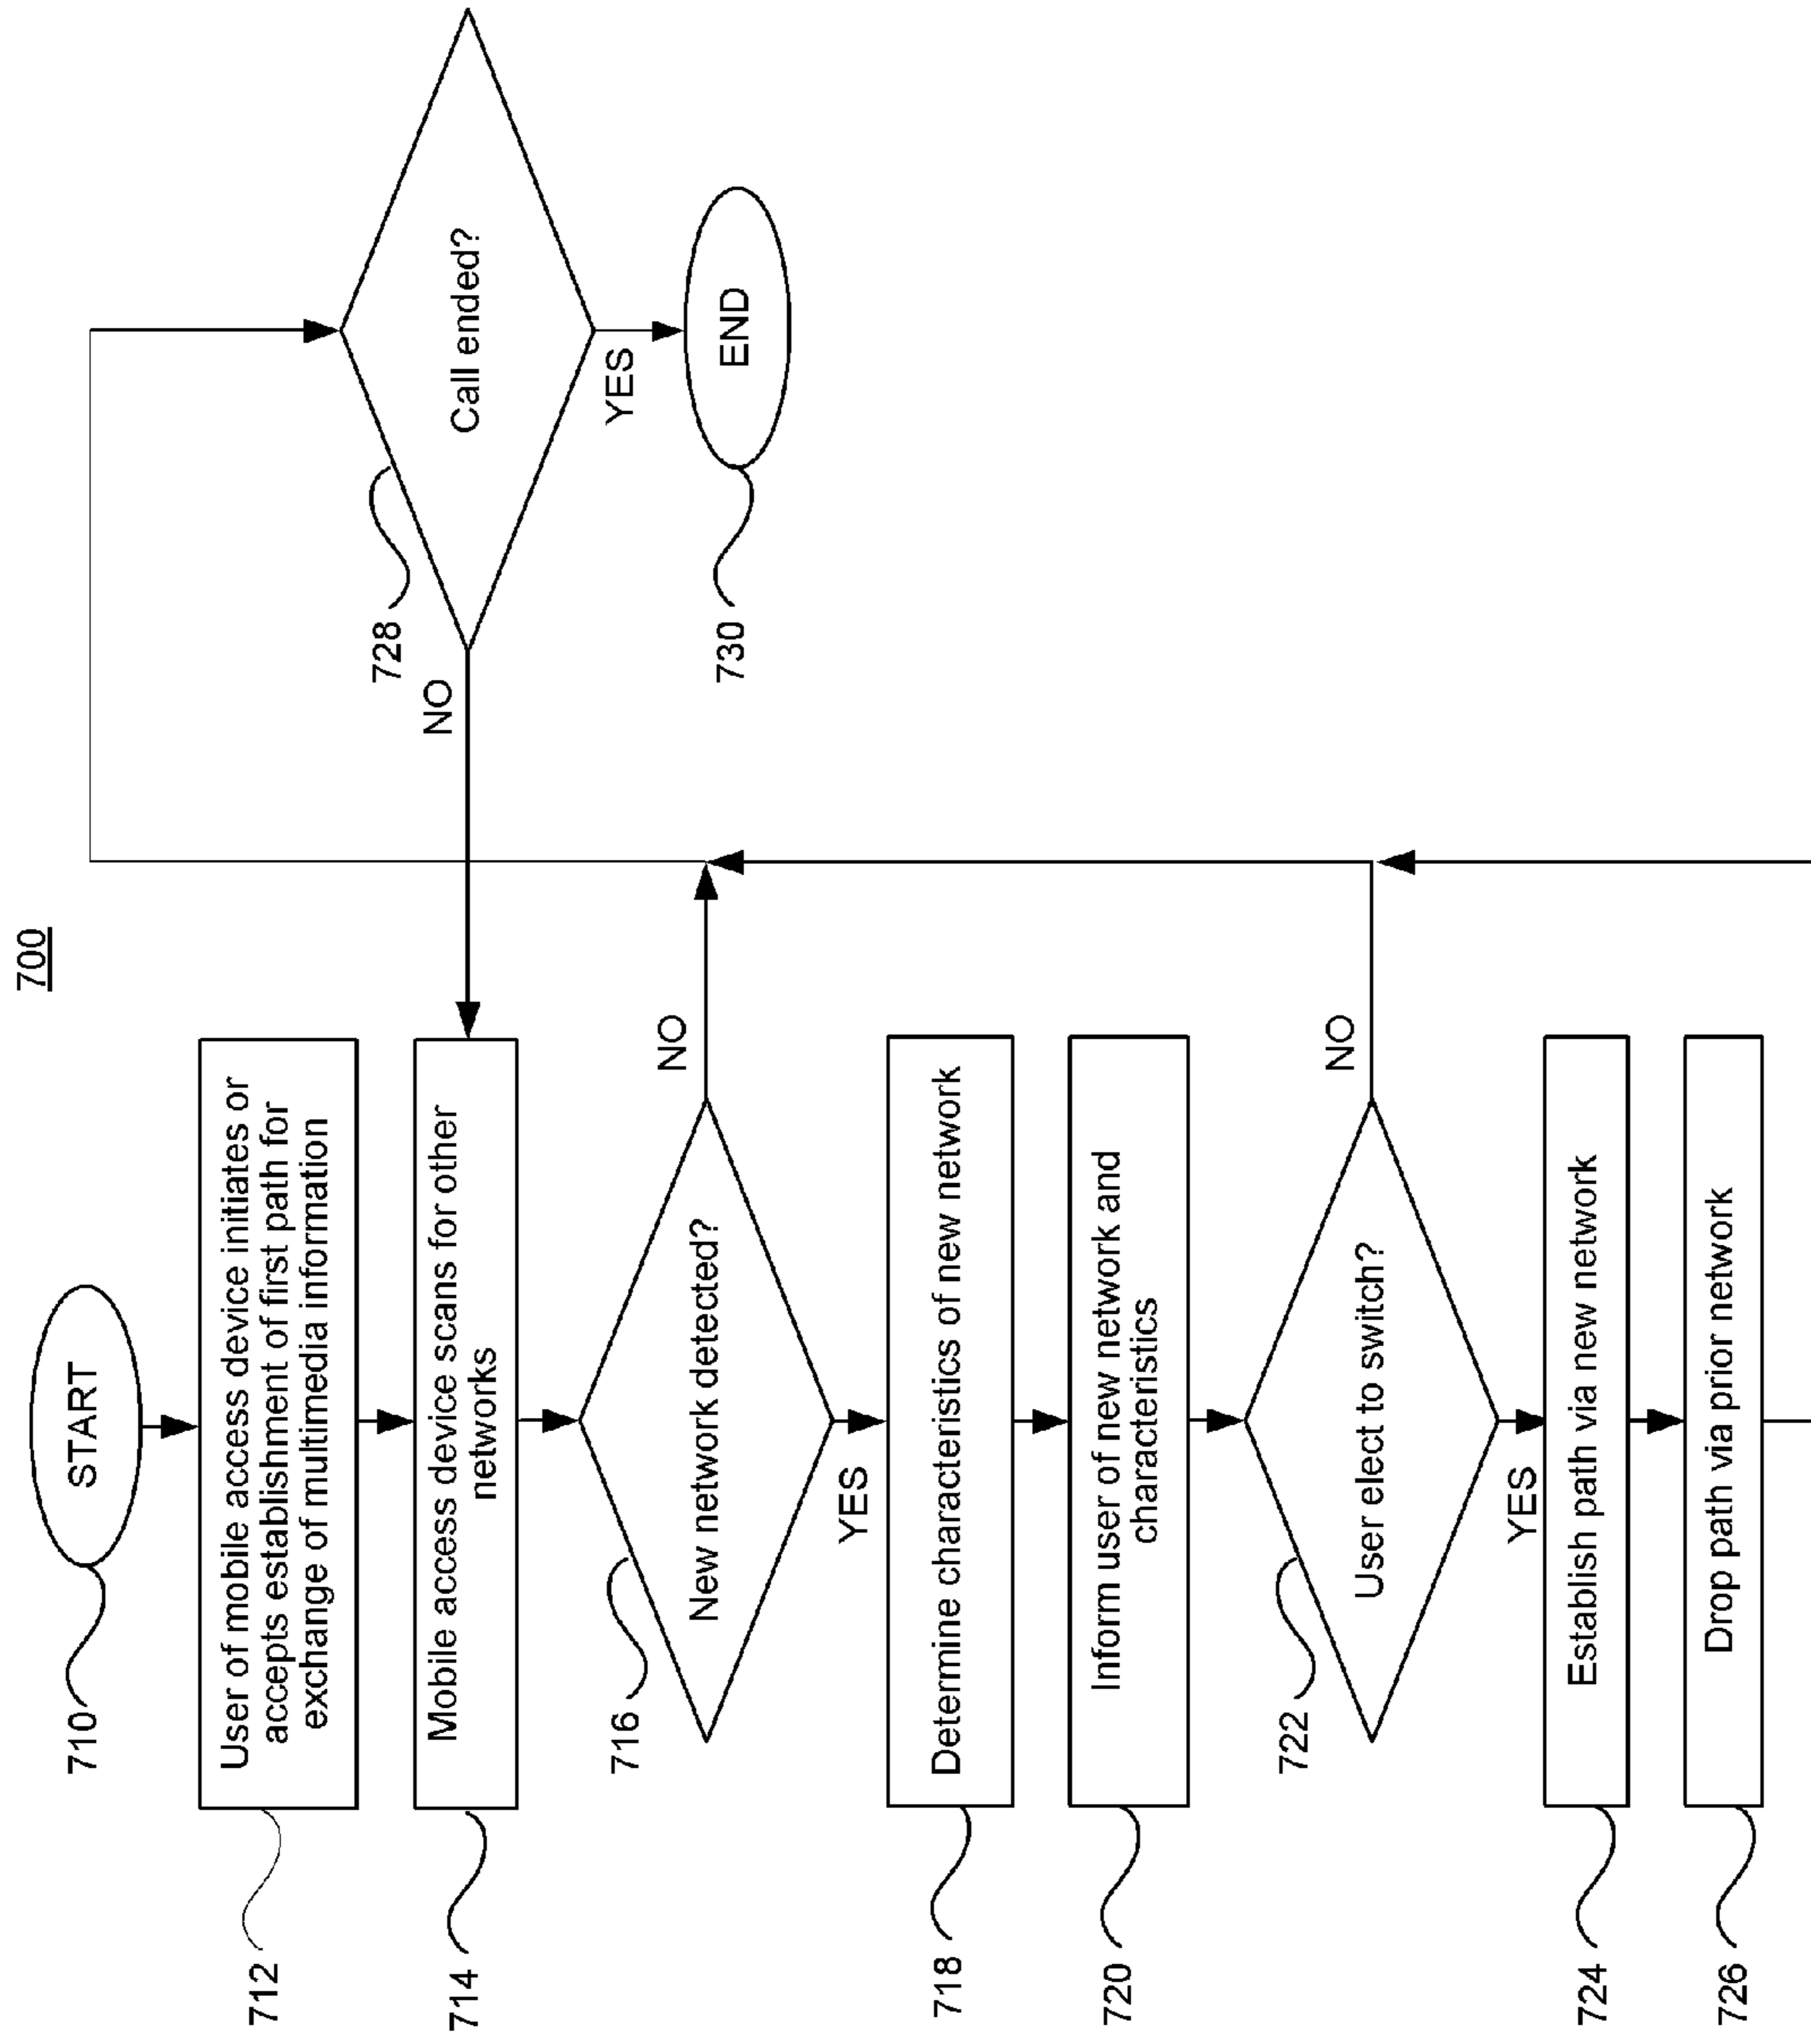 700
START
710
User of mobile access device initiates or
accepts establishment of first path for
exchange of multimedia information
712
Mobile access device scans for other
networks
714
New network detected?
716
NO
YES
Determine characteristics of new network
718
Inform user of new network and
characteristics
720
User elect to switch?
722
NO
YES
Establish path via new network
724
Drop path via prior network
726
Call ended?
728
NO
YES
END
730